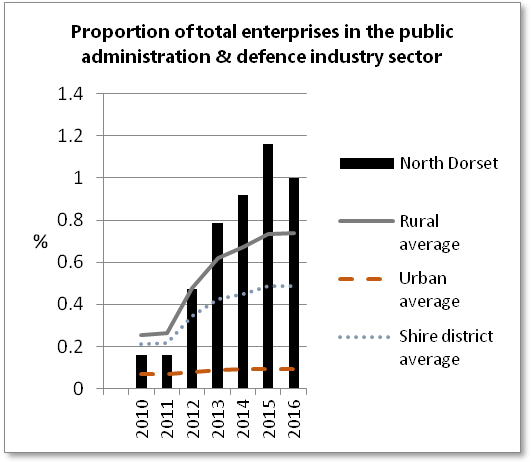 Proportion of total enterprises in the public
administration & defence industry sector
1.4
1.2
1
0.8
0.6
0.4
0.2
0
%
2010
2011
2012
2013
2014
2015
2016
North Dorset
Rural
average
Urban
average
Shire district
average